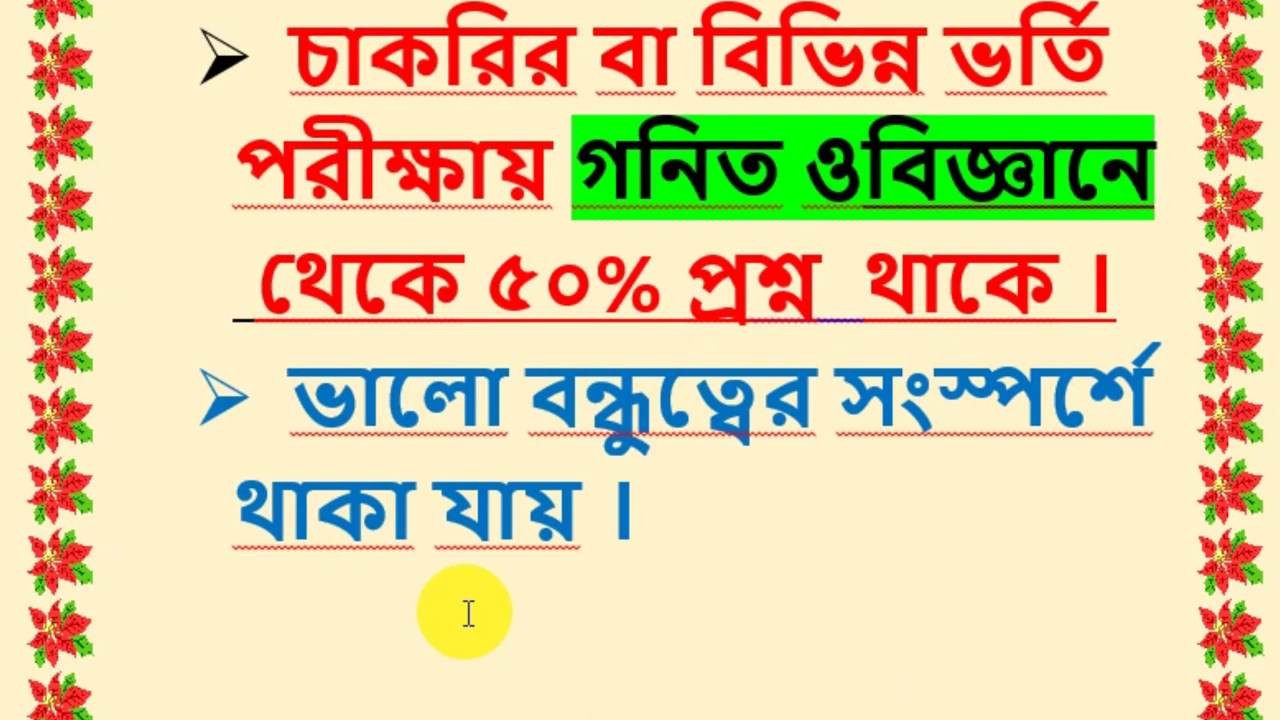 চাকরির বা বিভিন্ন ভর্তি
পরীক্ষায় গনিত ওবিজ্ঞানে
থেকে ৫০% প্রশ্ন থাকে ।
ভালো বন্ধুত্বের সংস্পর্শে
থাকা যায় ।